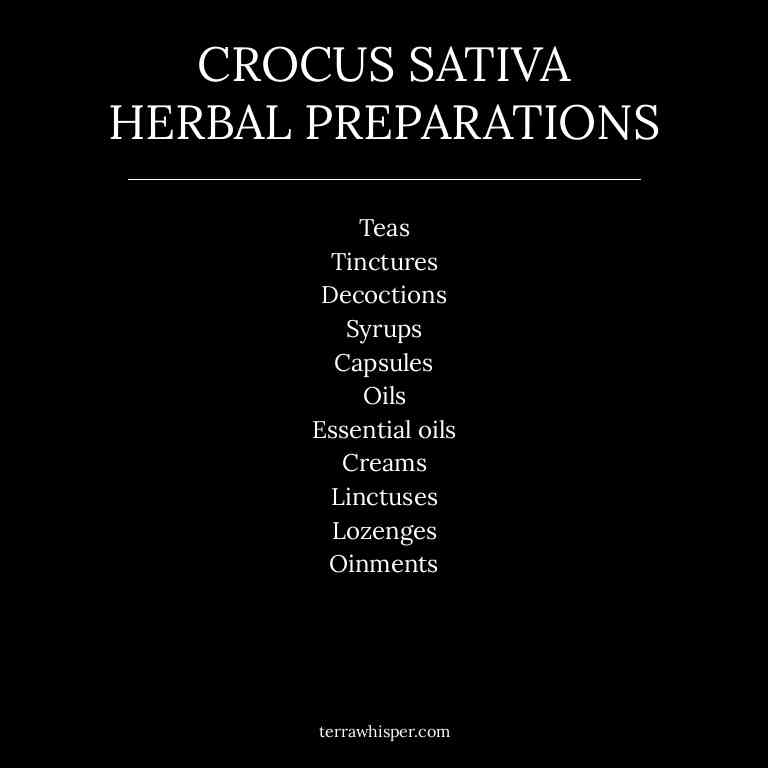 CROCUS SATIVA
HERBAL PREPARATIONS
Teas
Tinctures
Decoctions
Syrups
Capsules
Oils
Essential oils
Creams
Linctuses
Lozenges
Oinments
terrawhisper.com